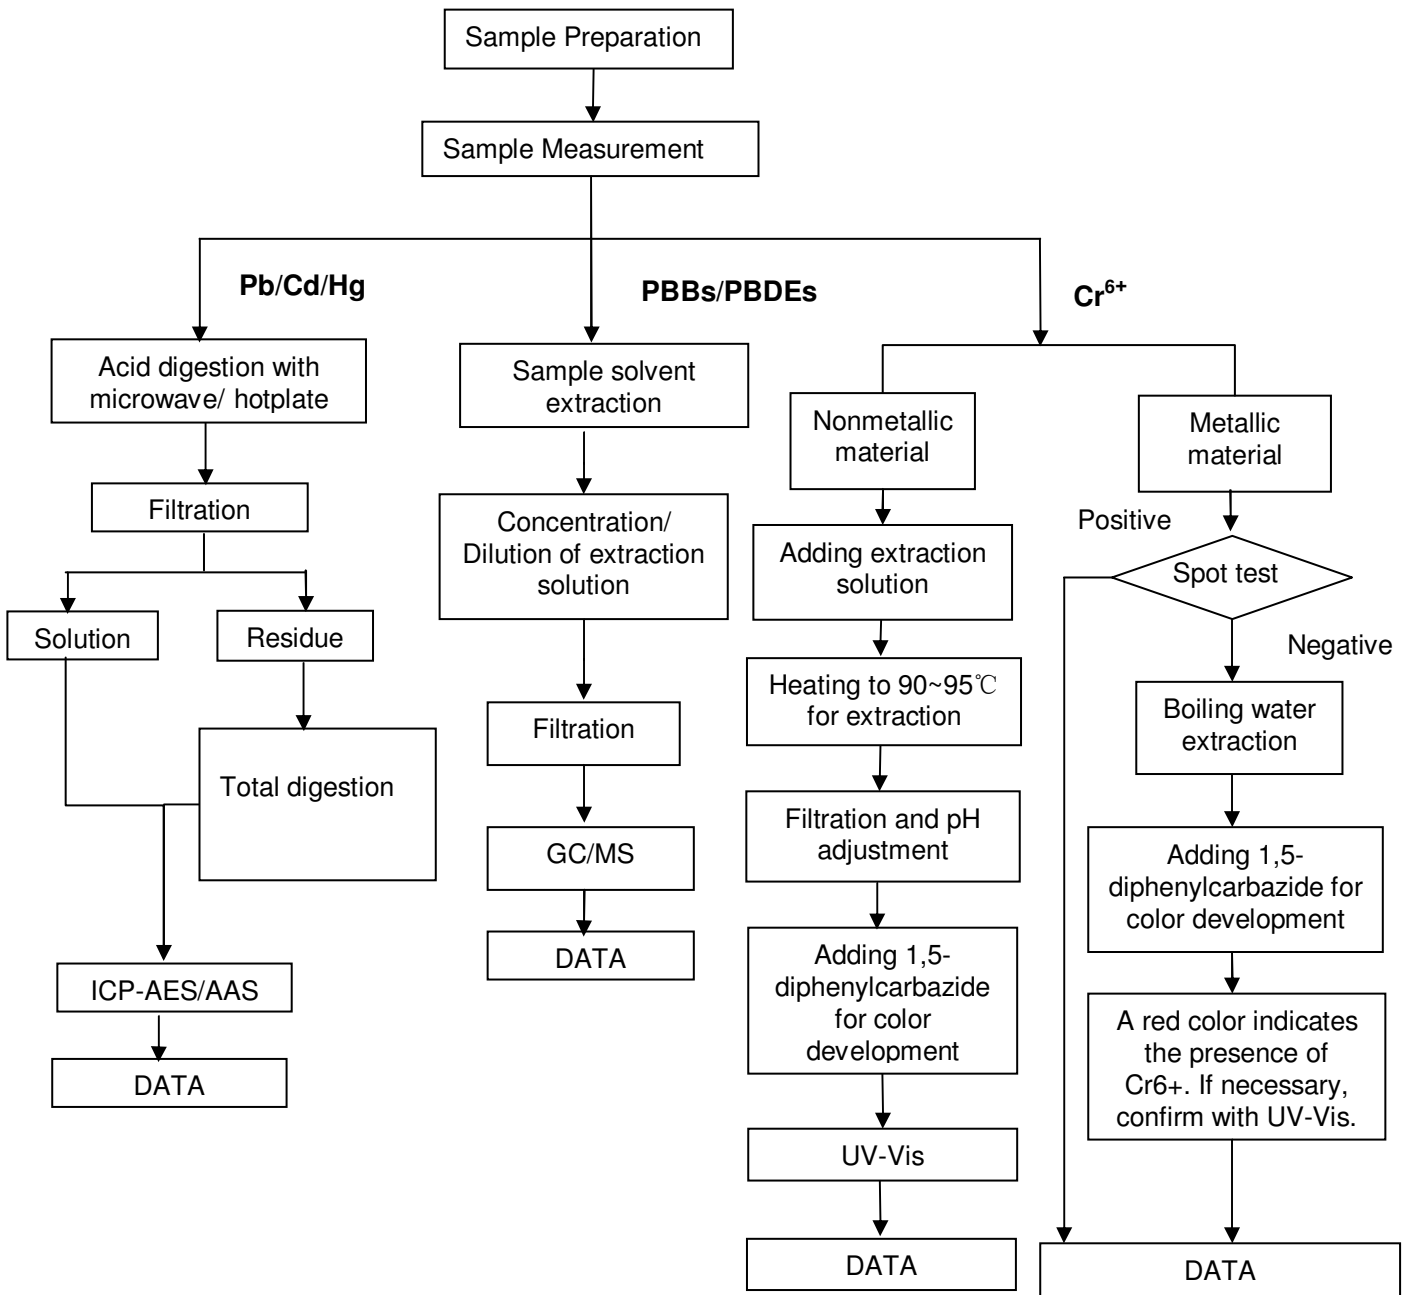 Sample Preparation
Sample Measurement
Pb/Cd/Hg
PBBs/PBDEs
Cr6+
Acid digestion with
microwave/ hotplate
Filtration
Solution
Residue
Total digestion
ICP-AES/AAS
DATA
Sample solvent
extraction
Concentration/
Dilution of extraction
solution
Filtration
GC/MS
DATA
Nonmetallic
material
Adding extraction
solution
Heating to 90~95℃
for extraction
Filtration and pH
adjustment
Adding 1,5-
diphenylcarbazide
for color
development
UV-Vis
DATA
Metallic
material
Positive
Spot test
Negative
Boiling water
extraction
Adding 1,5-
diphenylcarbazide for
color development
A red color indicates
the presence of
Cr6+. If necessary,
confirm with UV-Vis.
DATA